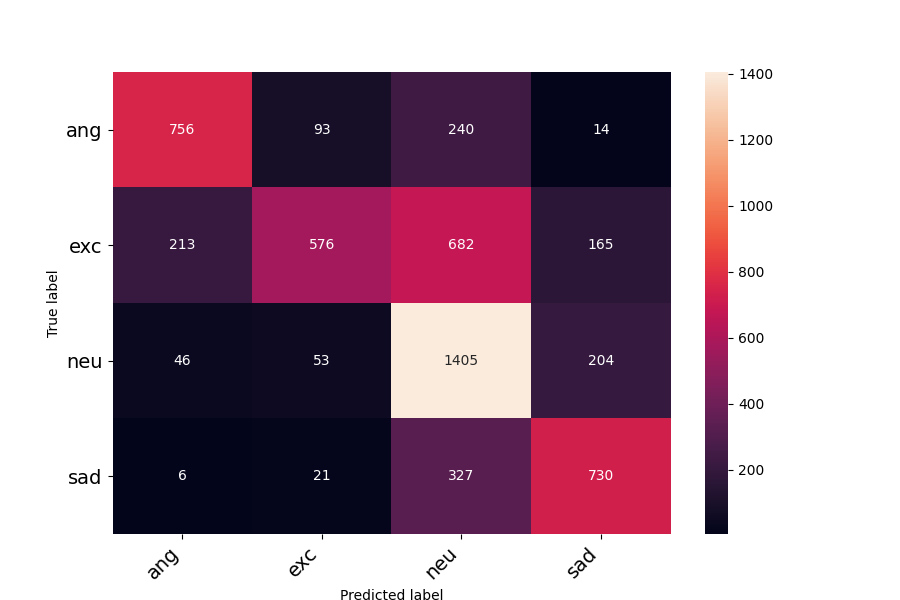 ang 756 93 240 14
exc 213 576 682 165
neu 46 53 1405 204
sad 6 21 327 730
ang exc neu sad
Predicted label
True label
1400
1200
1000
800
600
400
200